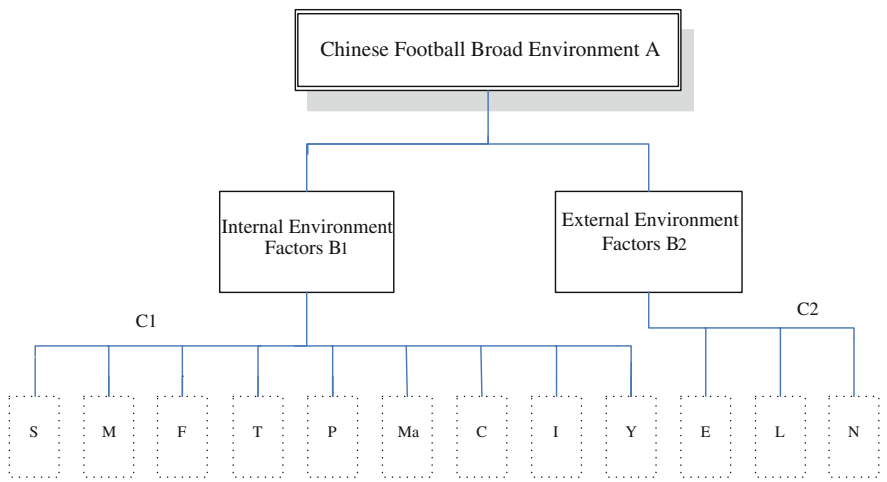 Chinese Football Broad Environment A
Internal Environment
Factors B1
External Environment
Factors B2
C1
C2
S
M
F
T
P
Ma
C
I
Y
E
L
N